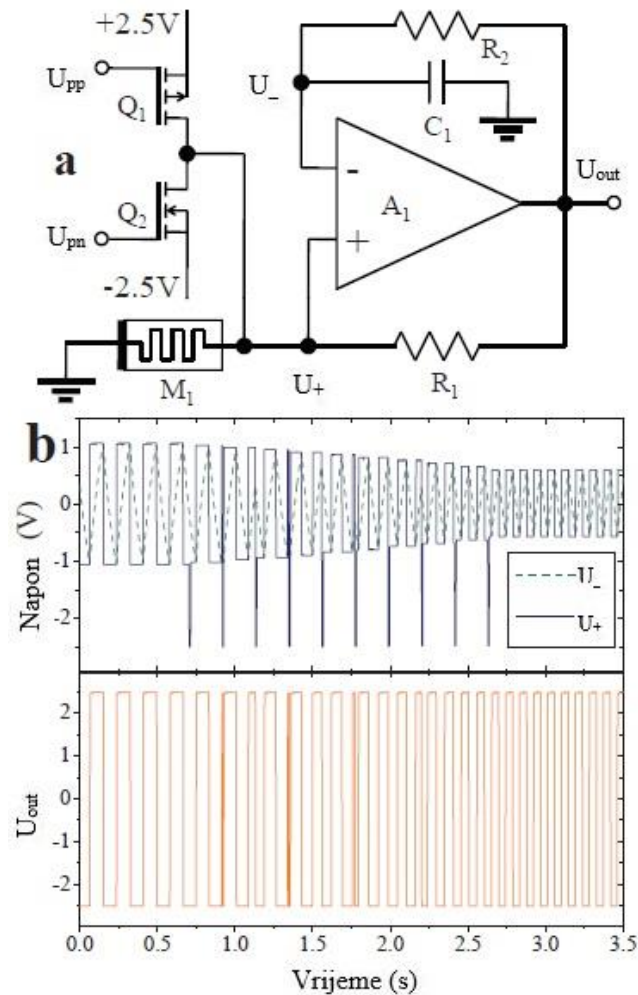 +2.5V
Upp
Q1
a
Upn
Q2
-2.5V
M1
U_
R2
C1
-
A1
+
Uout
U+
R1
b
Napon (V)
1
0
-1
-2
U_
U+
Uout
2
1
0
-1
-2
0.0 0.5 1.0 1.5 2.0 2.5 3.0 3.5
Vrijeme (s)